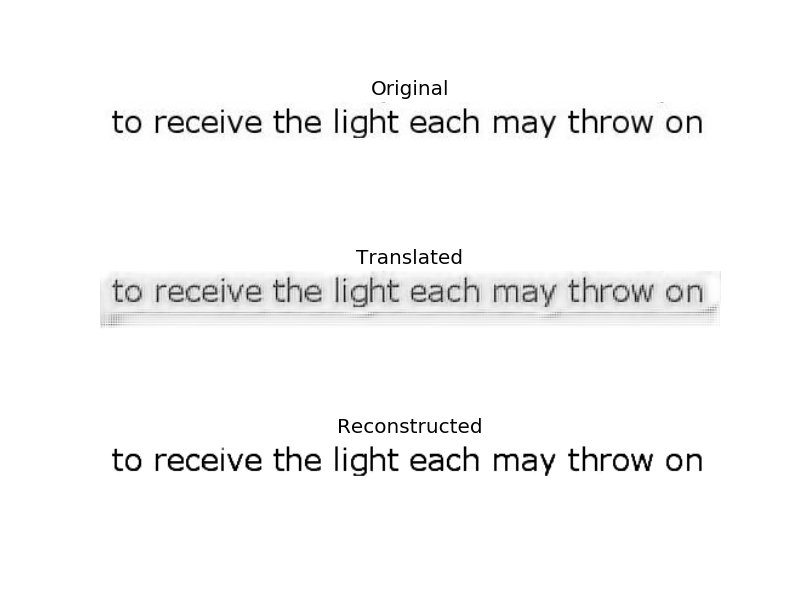 Original
to receive the light each may throw on
Translated
to receive the light each may throw on
Reconstructed
to receive the light each may throw on